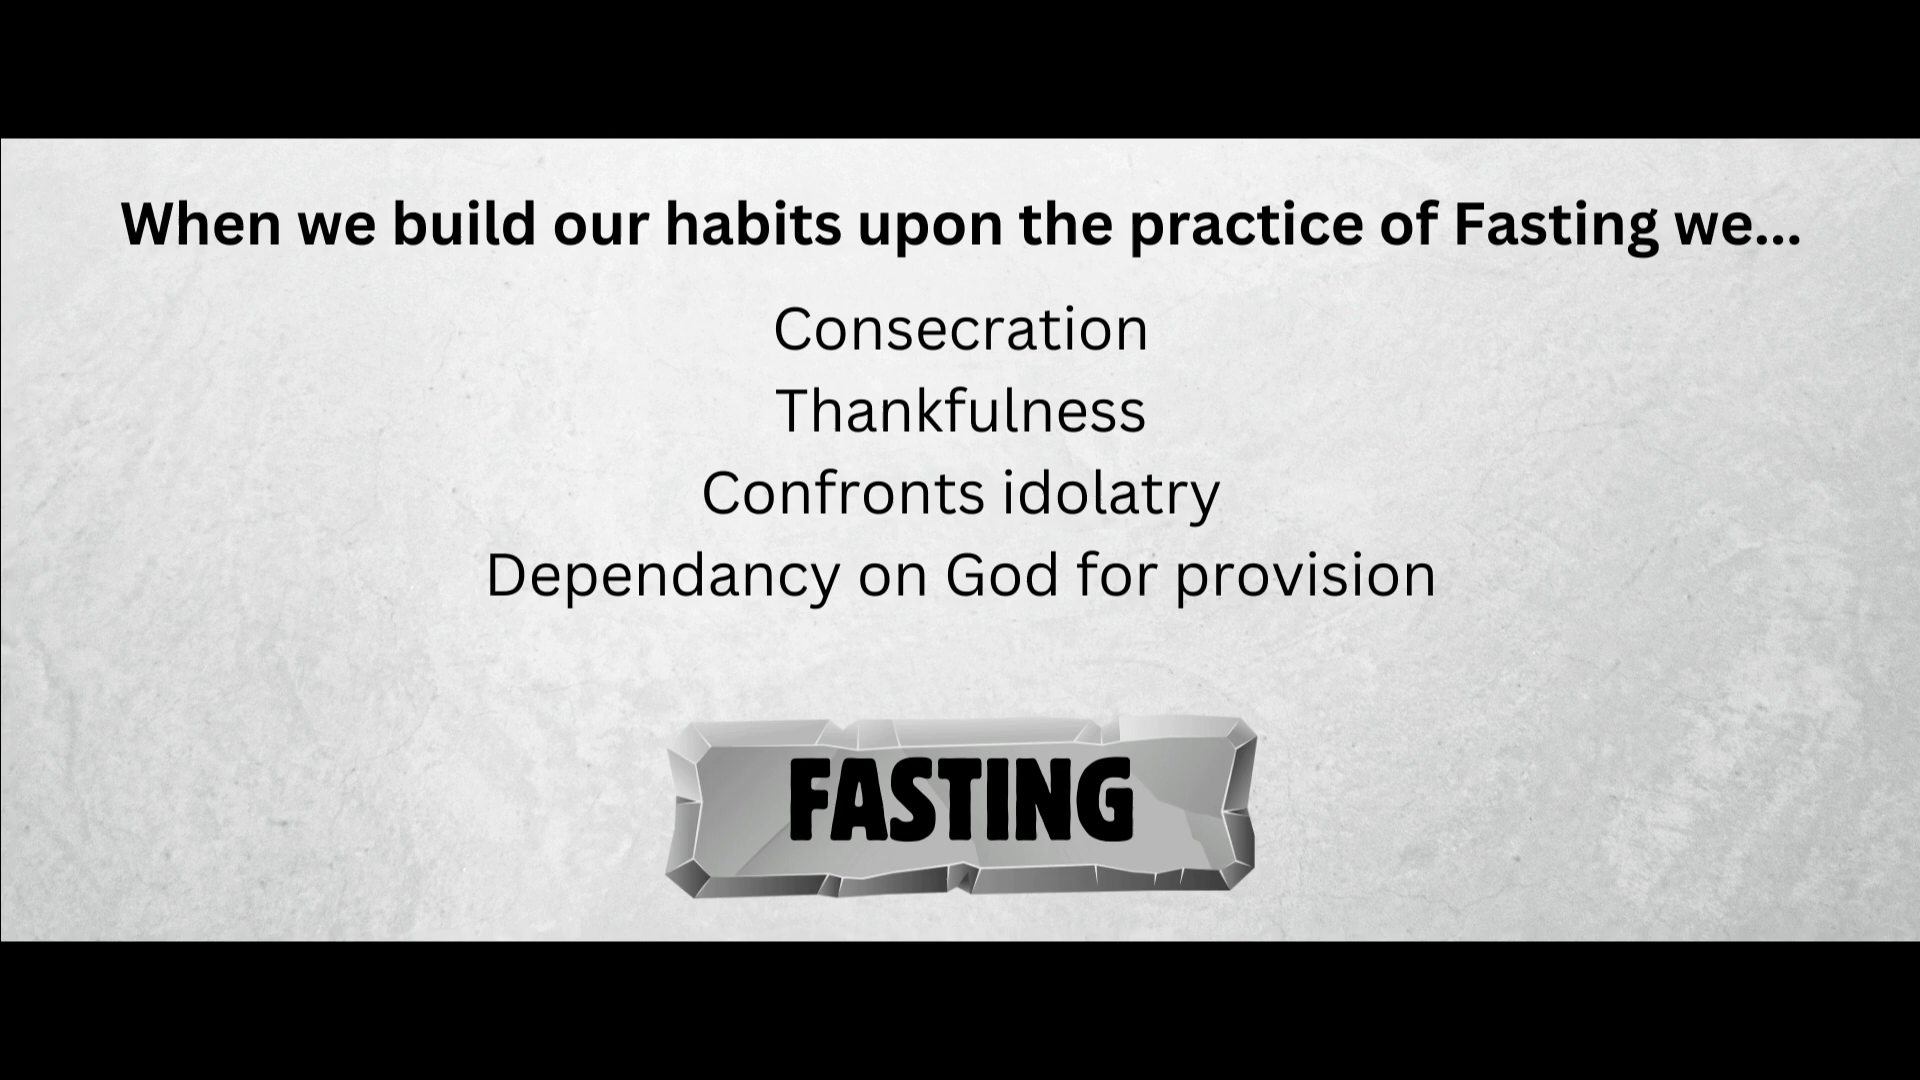 When we build our habits upon the practice of Fasting we...
Consecration
Thankfulness
Confronts idolatry
Dependancy on God for provision
FASTING